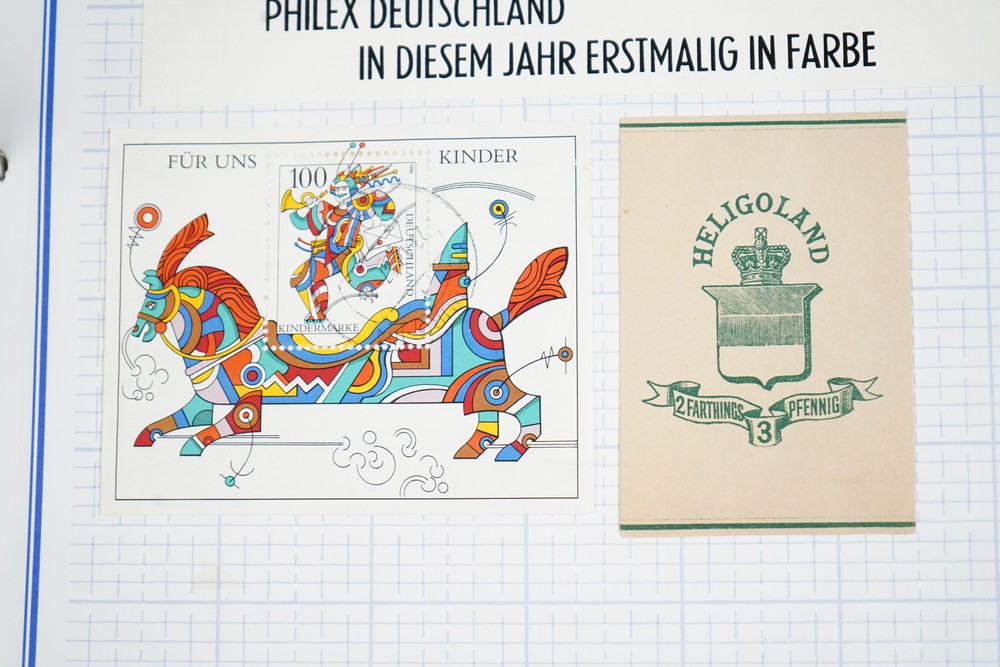 PHILEX DEUTSCHLAND
IN DIESEM JAHR ERSTMALIG IN FARBE
FÜR UNS KINDER
100
DEUTSCHLAND
KINDERMARKE
HELIGOLAND
2 FARTHINGS 3 PFENNIG